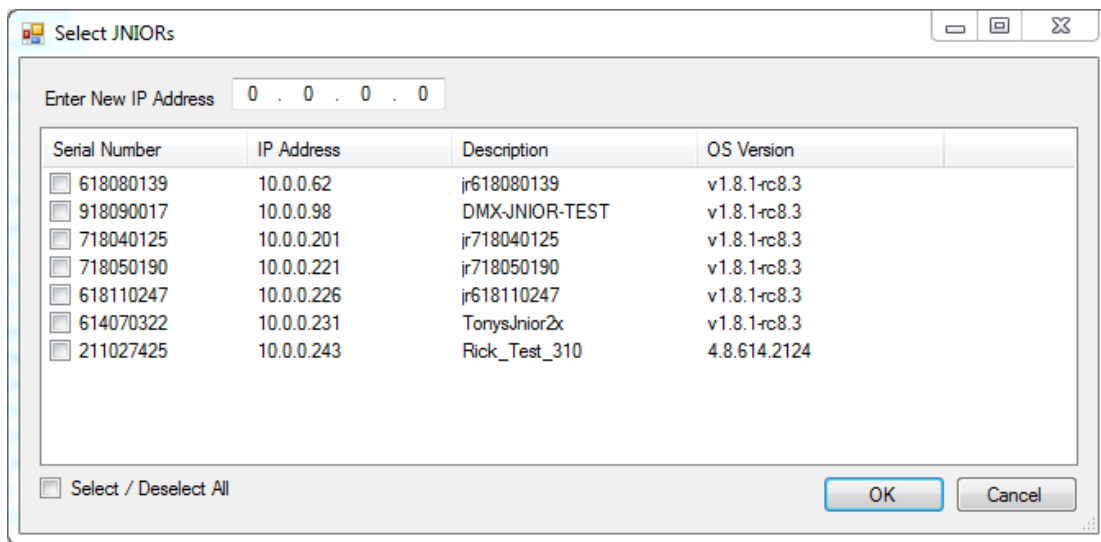 Select JNIORs
Enter New IP Address 0 . 0 . 0 . 0
Serial Number IP Address Description OS Version
618080139 10.0.0.62 jr618080139 v1.8.1-rc8.3
918090017 10.0.0.98 DMX-JNIOR-TEST v1.8.1-rc8.3
718040125 10.0.0.201 jr718040125 v1.8.1-rc8.3
718050190 10.0.0.221 jr718050190 v1.8.1-rc8.3
618110247 10.0.0.226 jr618110247 v1.8.1-rc8.3
614070322 10.0.0.231 TonysJnior2x v1.8.1-rc8.3
211027425 10.0.0.243 Rick_Test_310 4.8.614.2124
Select / Deselect All OK Cancel